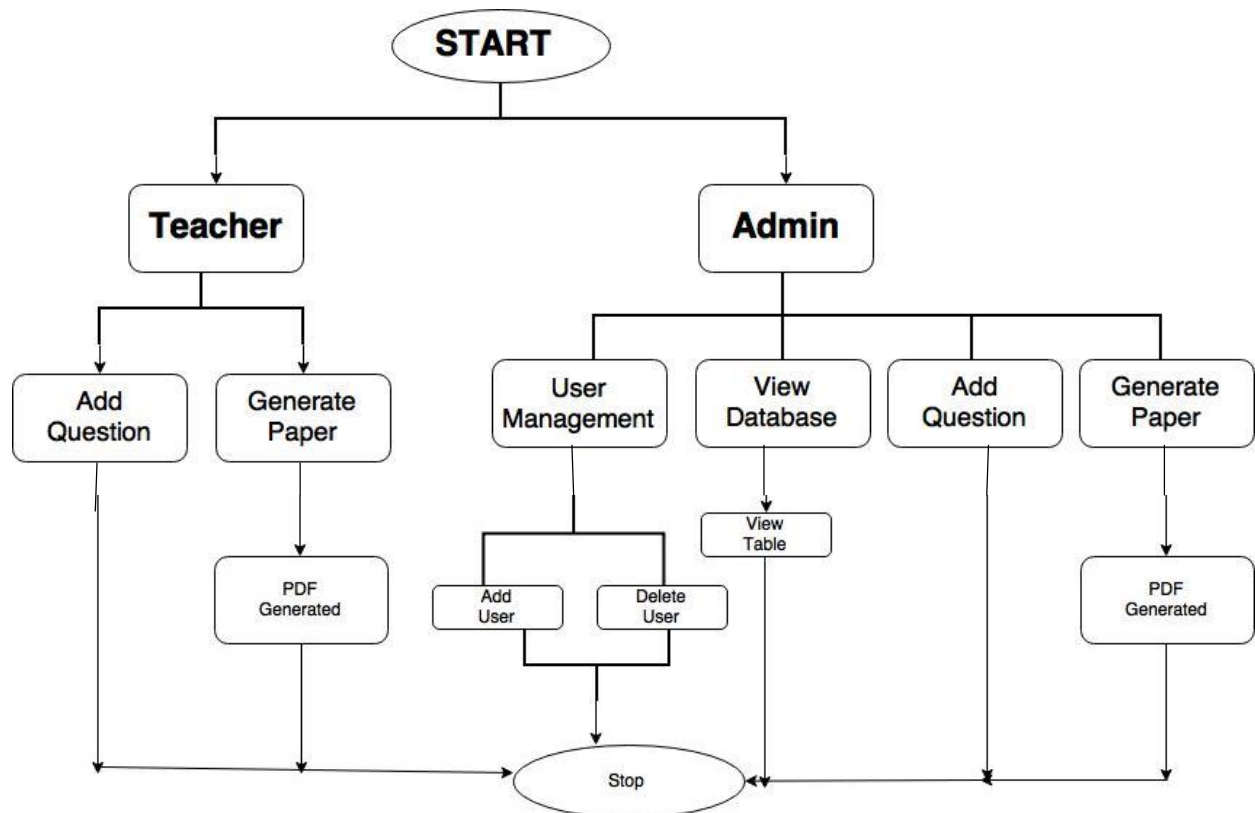 START
Teacher
Admin
Add
Question
Generate
Paper
User
Management
View
Database
Add
Question
Generate
Paper
View
Table
PDF
Generated
Add
User
Delete
User
PDF
Generated
Stop